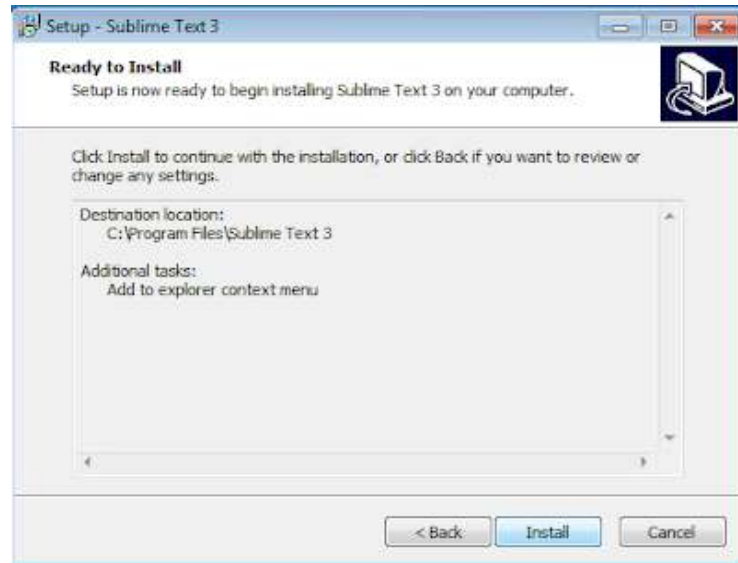 Setup - Sublime Text 3
Ready to Install
Setup is now ready to begin installing Sublime Text 3 on your computer.
Click Install to continue with the installation, or click Back if you want to review or
change any settings.
Destination location:
C:\Program Files\Sublime Text 3
Additional tasks:
Add to explorer context menu
< Back
Install
Cancel